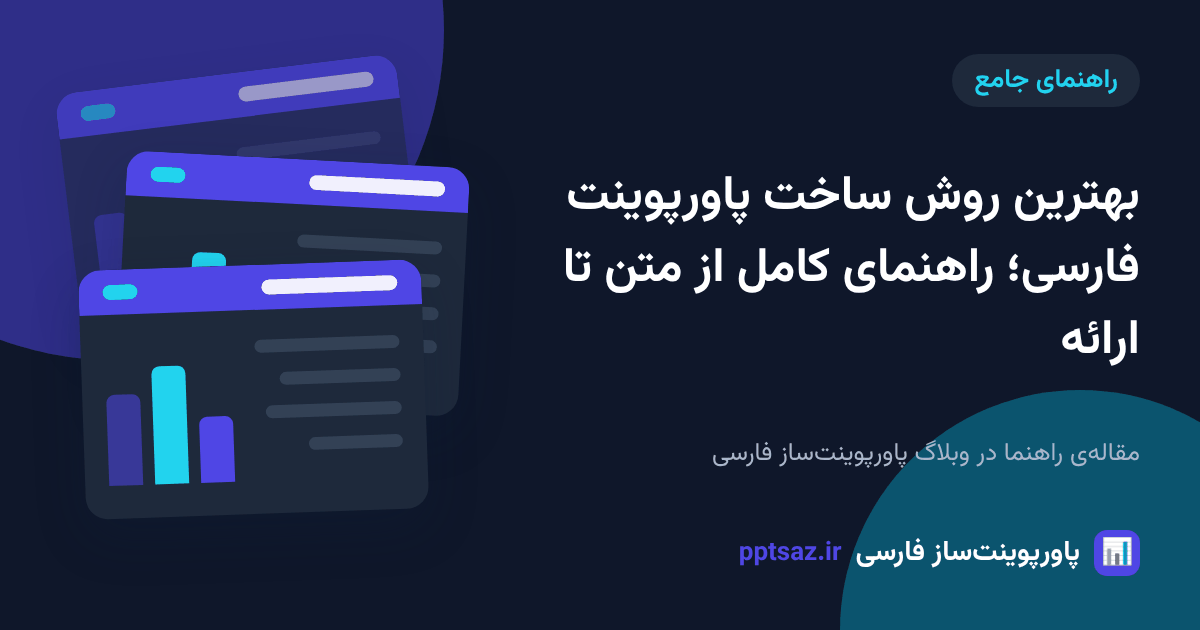 راهنمای جامع
بهترین روش ساخت پاورپوینت
فارسی؛ راهنمای کامل از متن تا
ارائه
مقاله‌ی راهنما در وبلاگ پاورپوینت‌ساز فارسی
پاورپوینت‌ساز فارسی pptsaz.ir